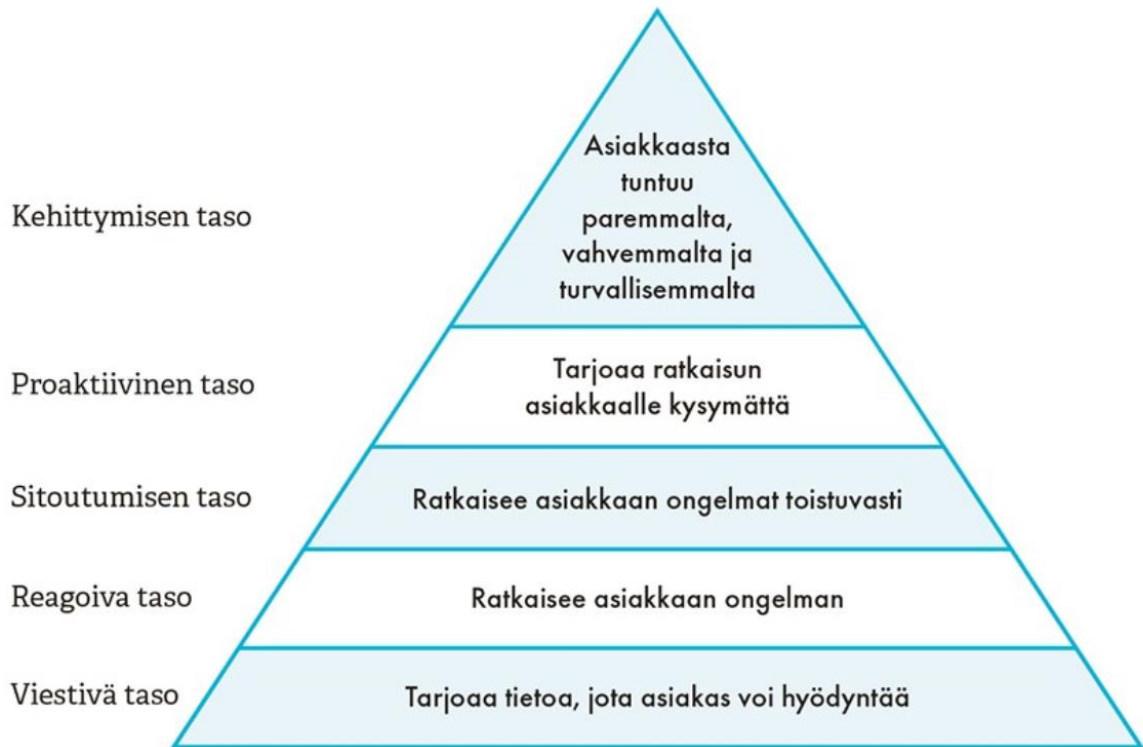 Asiakkaasta
tuntuu
paremmalta,
vahvemmalta ja
turvallisemmalta
Kehittymisen taso
Tarjoaa ratkaisun
asiakkaalle kysymättä
Proaktiivinen taso
Sitoutumisen taso
Ratkaisee asiakkaan ongelmat toistuvasti
Reagoiva taso
Ratkaisee asiakkaan ongelman
Viestivä taso
Tarjoaa tietoa, jota asiakas voi hyödyntää